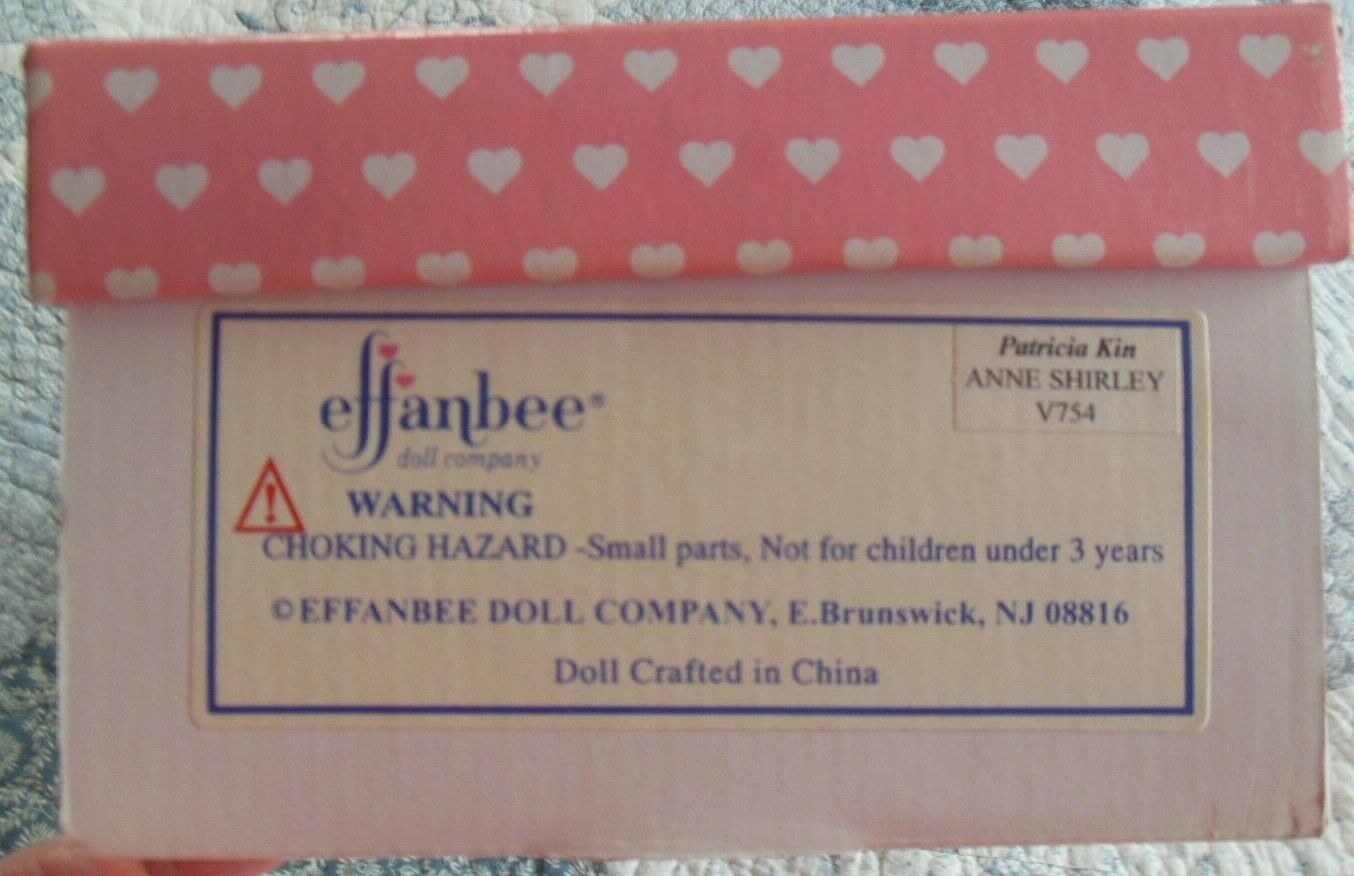 effanbee®
doll company
Patricia Kin
ANNE SHIRLEY
V754
WARNING
CHOKING HAZARD -Small parts, Not for children under 3 years
©EFFANBEE DOLL COMPANY, E.Brunswick, NJ 08816
Doll Crafted in China